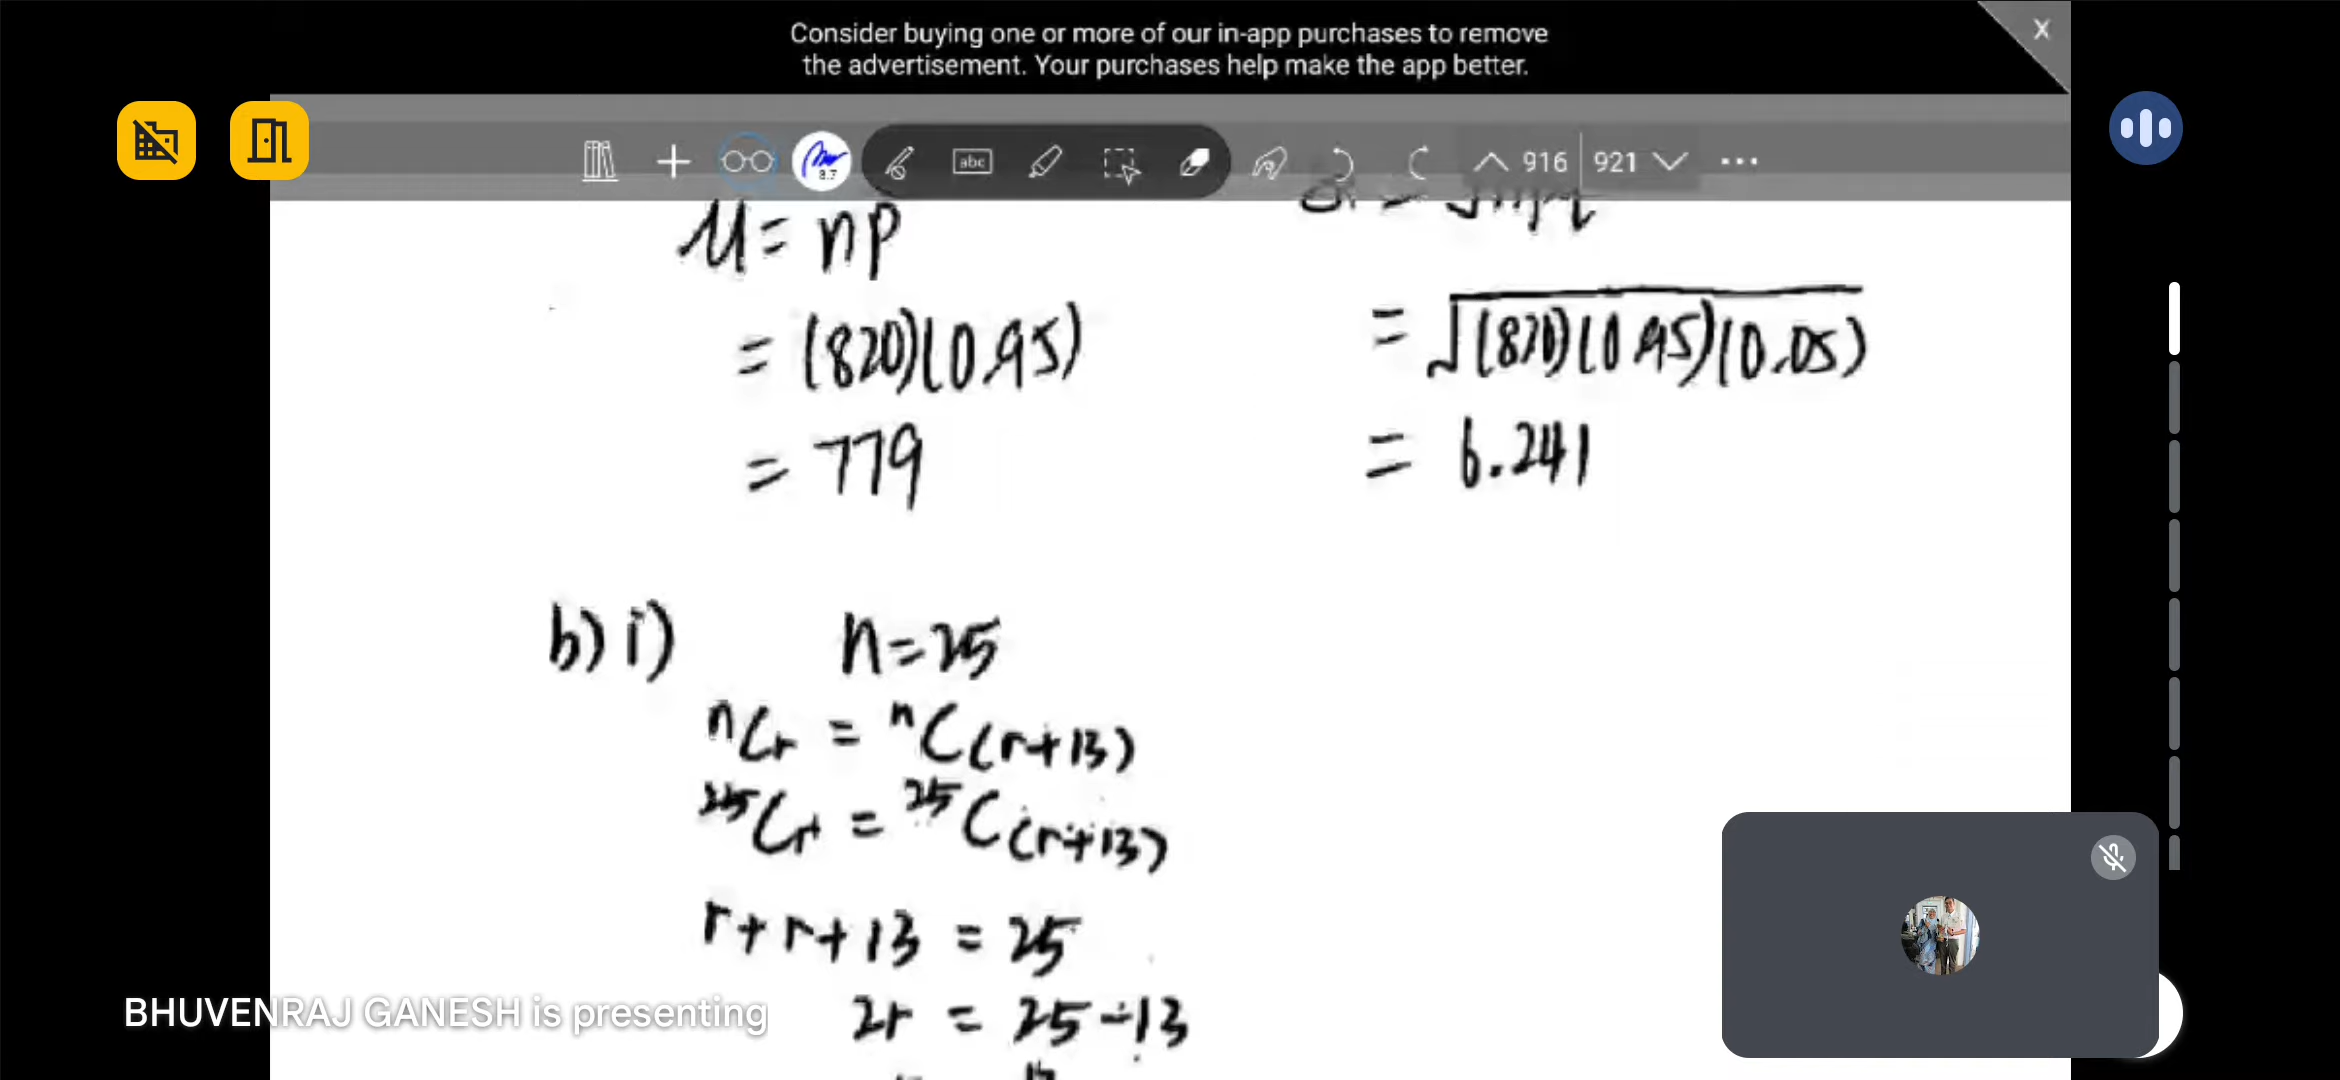 Consider buying one or more of our in-app purchases to remove
the advertisement. Your purchases help make the app better.
X
abc
916 921
μ = np
= (820)(0.95)
= √(820)(0.95)(0.05)
= 779
= 6.241
b) i) n = 25
nCr = nC(r+13)
25Cr = 25C(r+13)
r + r + 13 = 25
BHUVENRAJ GANESH is presenting
2r = 25 - 13